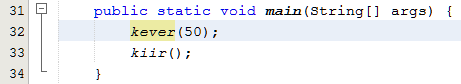 31 public static void main(String[] args) {
32 kever(50);
33 kiir();
34 }